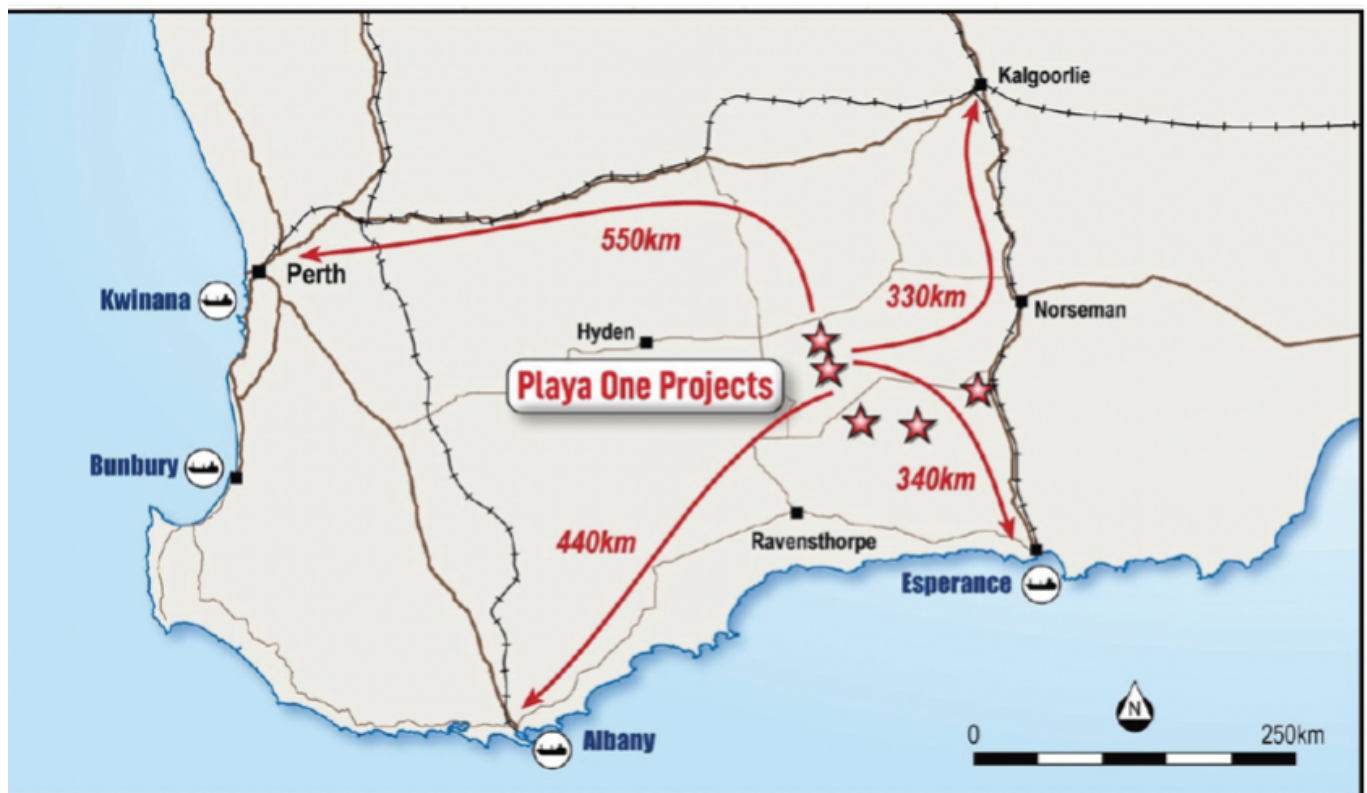 Kalgoorlie
550km
Perth
Kwinana
330km
Norseman
Hyden
Playa One Projects
Bunbury
340km
440km
Ravensthorpe
Esperance
N
0 250km
Albany